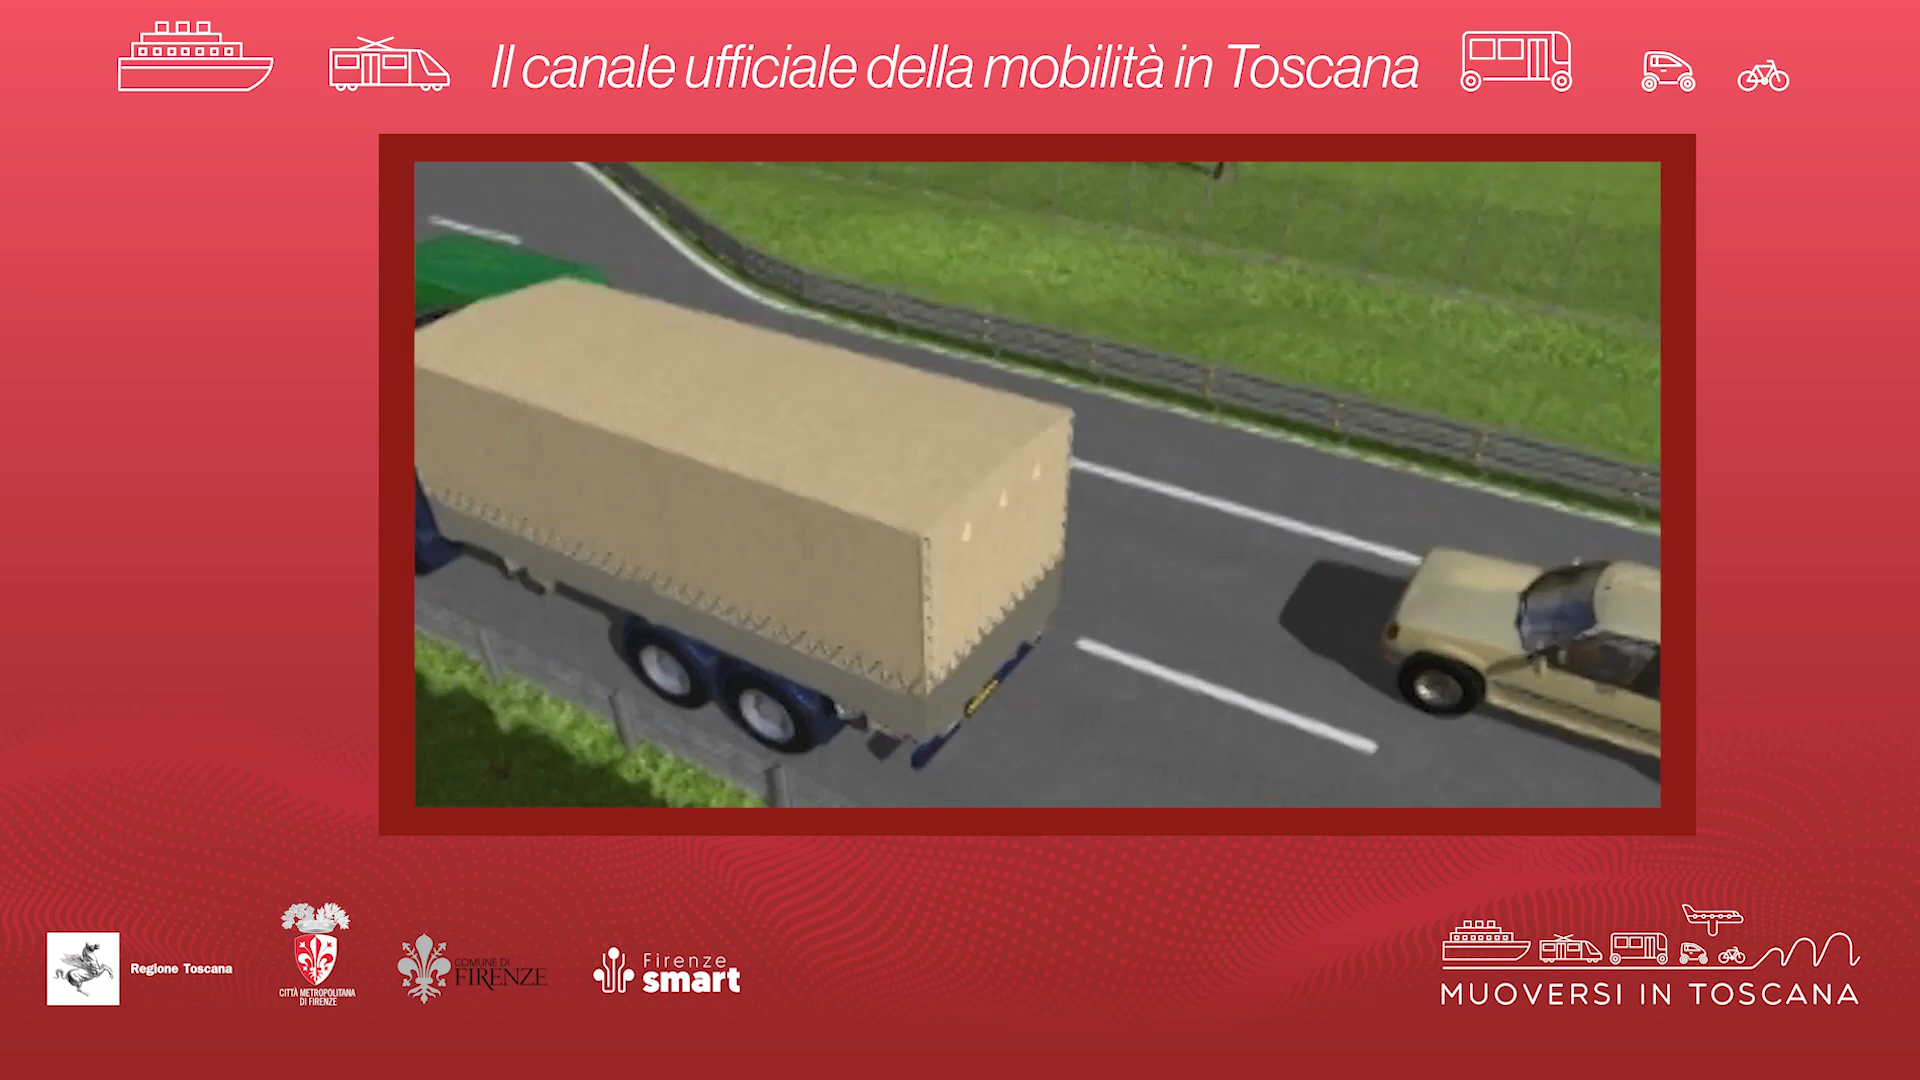 Il canale ufficiale della mobilità in Toscana
Regione Toscana
CITTÀ METROPOLITANA
DI FIRENZE
COMUNE DI
FIRENZE
Firenze
smart
MUOVERSI IN TOSCANA